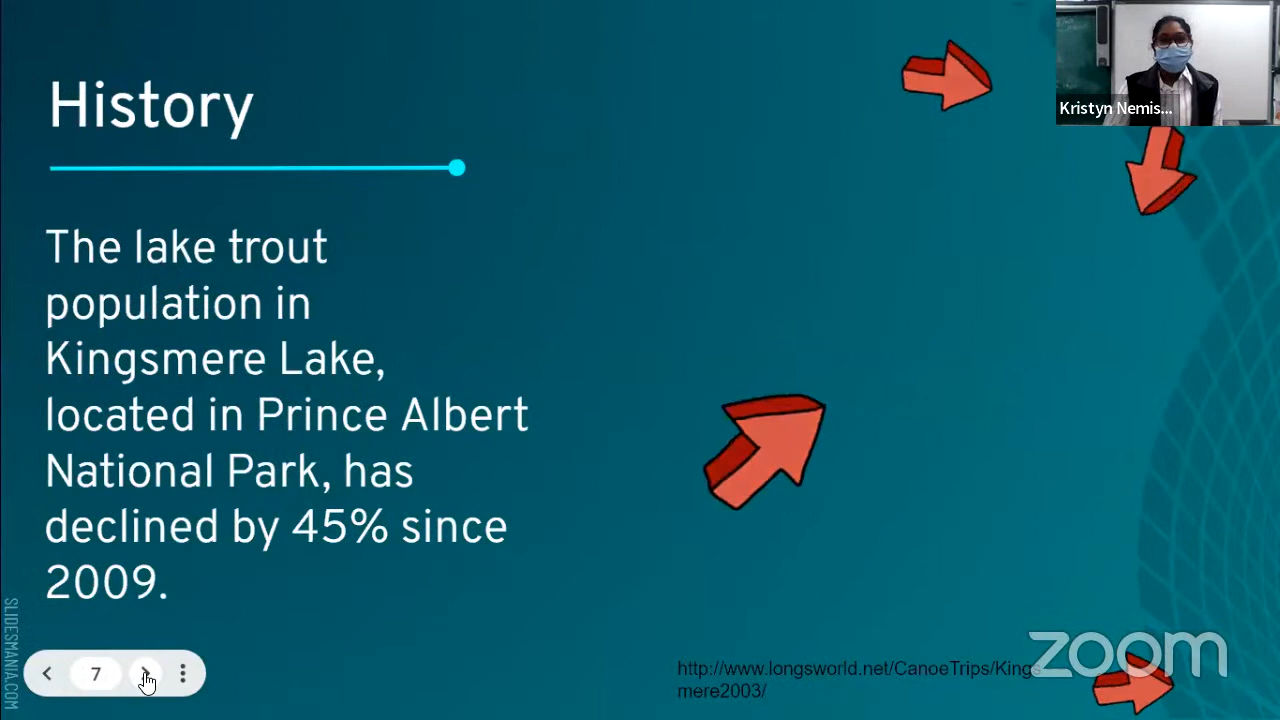 History
The lake trout
population in
Kingsmere Lake,
located in Prince Albert
National Park, has
declined by 45% since
2009.
Kristyn Nemis...
SLIDESMANIA.COM
7
http://www.longsworld.net/CanoeTrips/Kings
mere2003/
zoom